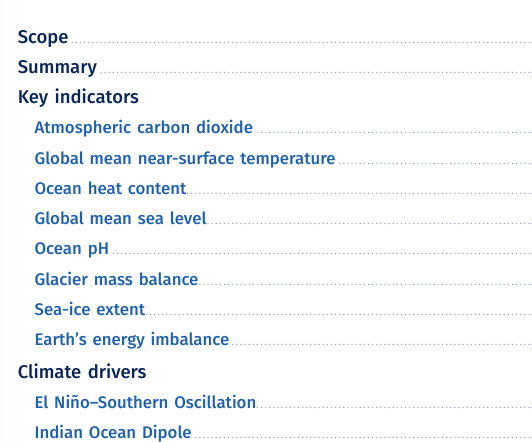 Scope
Summary
Key indicators
Atmospheric carbon dioxide
Global mean near-surface temperature
Ocean heat content
Global mean sea level
Ocean pH
Glacier mass balance
Sea-ice extent
Earth’s energy imbalance
Climate drivers
El Niño–Southern Oscillation
Indian Ocean Dipole